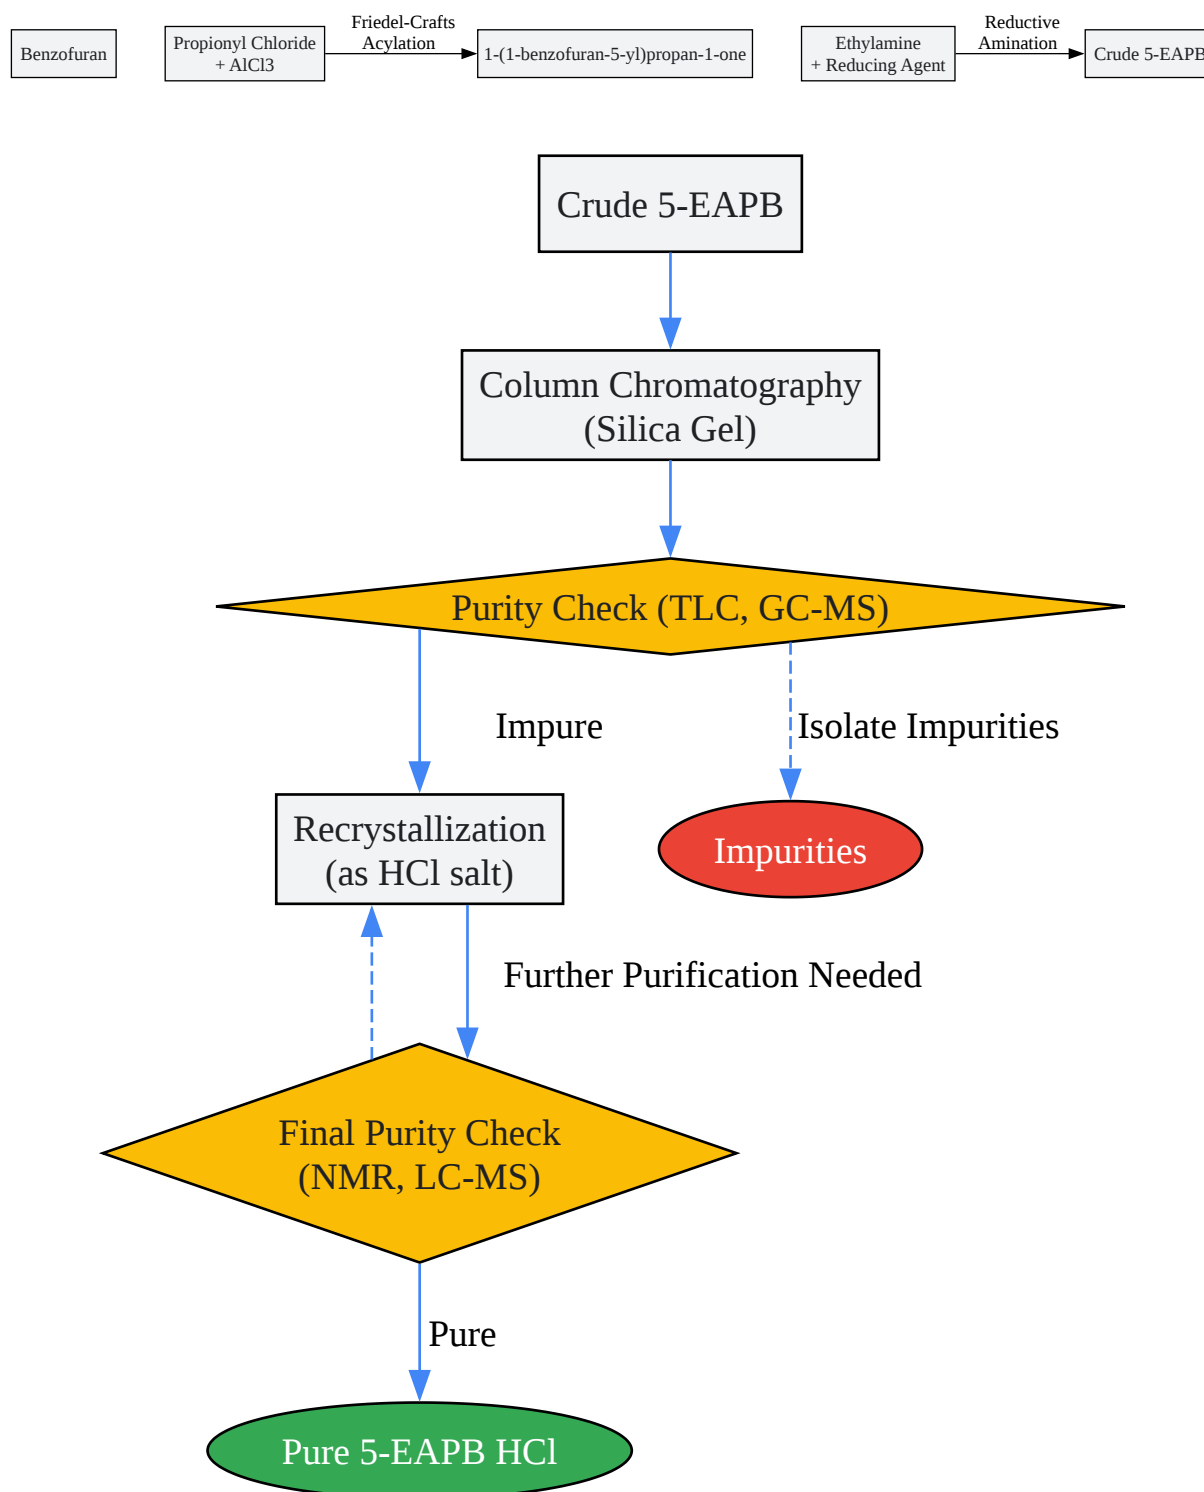 Benzofuran
Propionyl Chloride
+ AlCl3
Friedel-Crafts
Acylation
1-(1-benzofuran-5-yl)propan-1-one
Ethylamine
+ Reducing Agent
Reductive
Amination
Crude 5-EAPB
Crude 5-EAPB
Column Chromatography
(Silica Gel)
Purity Check (TLC, GC-MS)
Impure
Isolate Impurities
Recrystallization
(as HCl salt)
Impurities
Further Purification Needed
Final Purity Check
(NMR, LC-MS)
Pure
Pure 5-EAPB HCl